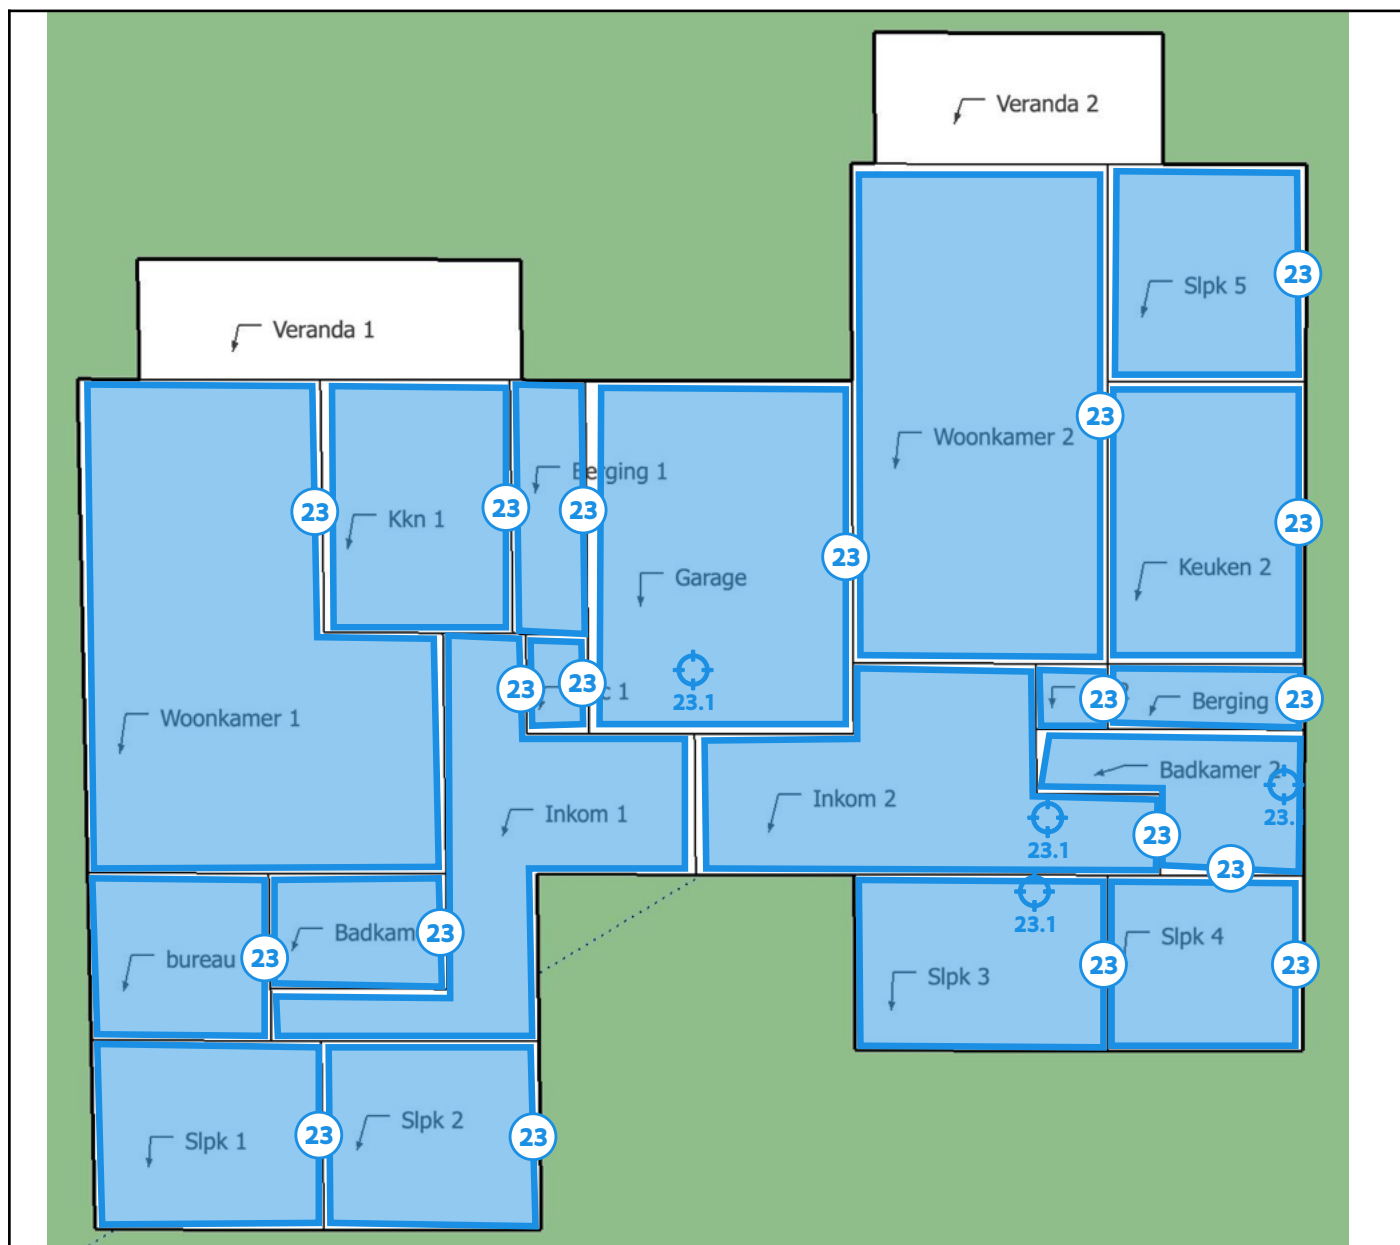 Veranda 2
Slpk 5
23
Veranda 1
23
Woonkamer 2
Berging 1
23
23
23
Kkn 1
23
23
Keuken 2
Garage
23.1
23
23
1
Woonkamer 1
23
Berging
23
Badkamer 2
23.
Inkom 1
Inkom 2
23.1
23
23
23.1
Badkam
23
bureau
23
Slpk 3
23
Slpk 4
23
Slpk 1
23
Slpk 2
23